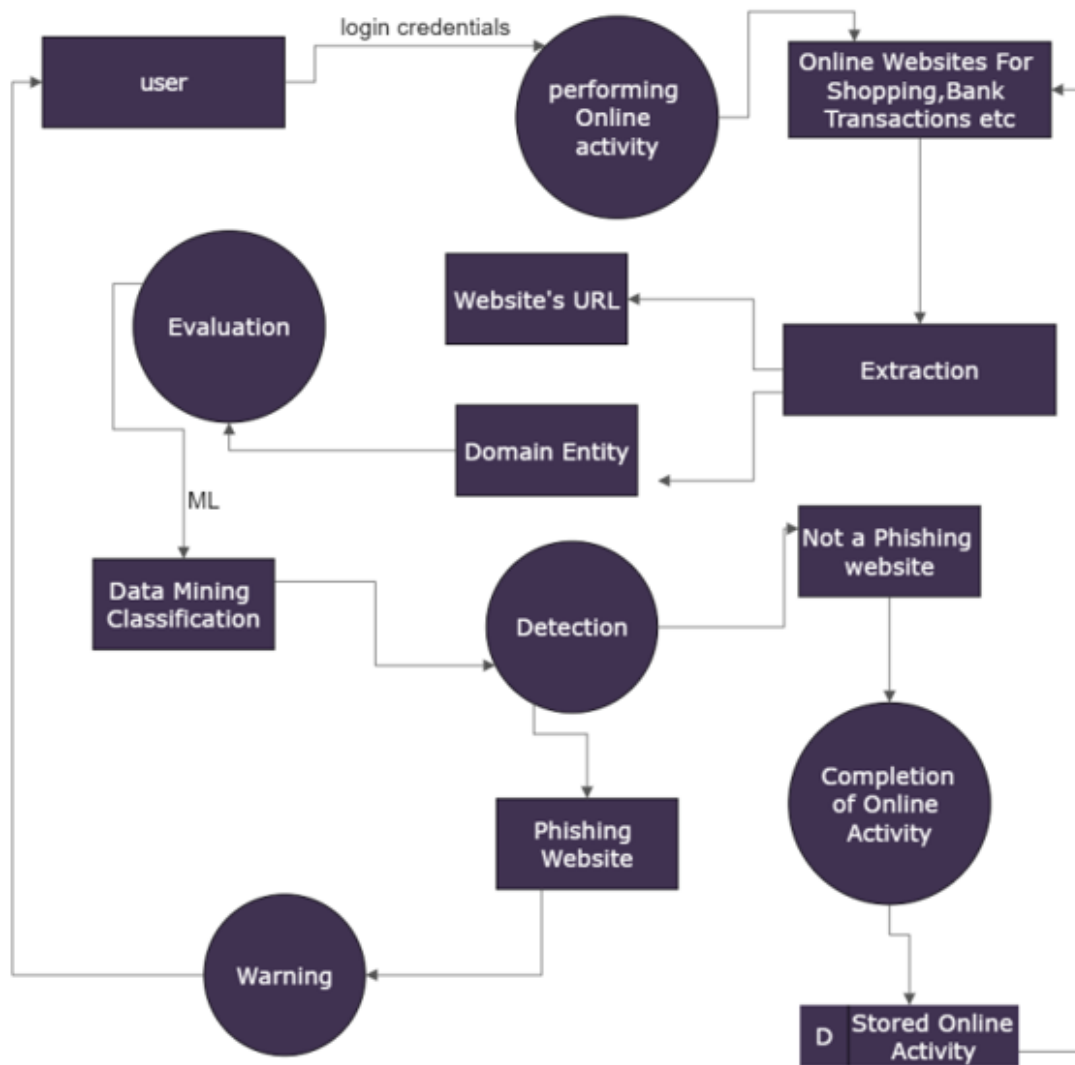 login credentials
user
performing
Online
activity
Online Websites For
Shopping,Bank
Transactions etc
Website's URL
Evaluation
Extraction
Domain Entity
ML
Not a Phishing
website
Data Mining
Classification
Detection
Completion
of Online
Activity
Phishing
Website
Warning
D
Stored Online
Activity